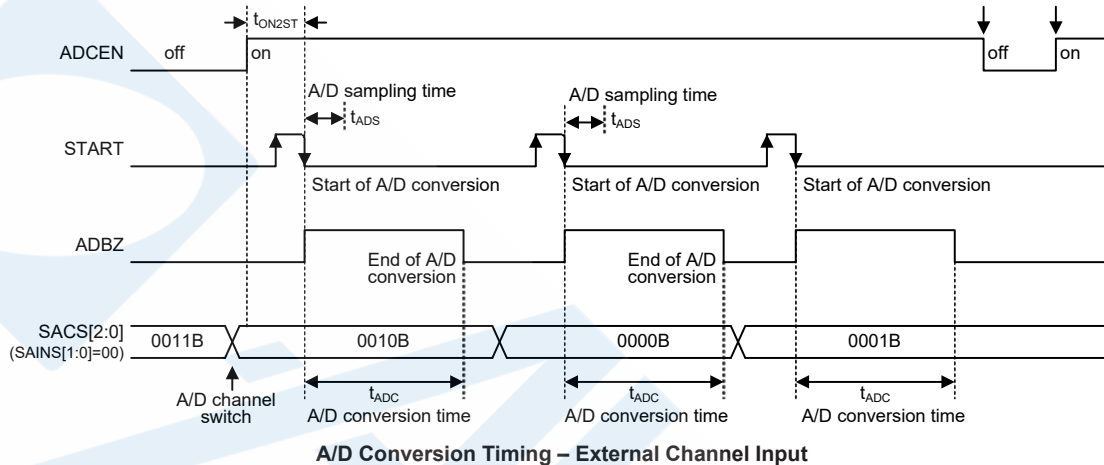 tON2ST
ADCEN off on off on
A/D sampling time A/D sampling time
tADS tADS
START
Start of A/D conversion Start of A/D conversion Start of A/D conversion
ADBZ
End of A/D conversion End of A/D conversion
SACS[2:0]
(SAINS[1:0]=00)
0011B 0010B 0000B 0001B
A/D channel switch
tADC tADC tADC
A/D conversion time A/D conversion time A/D conversion time
A/D Conversion Timing – External Channel Input